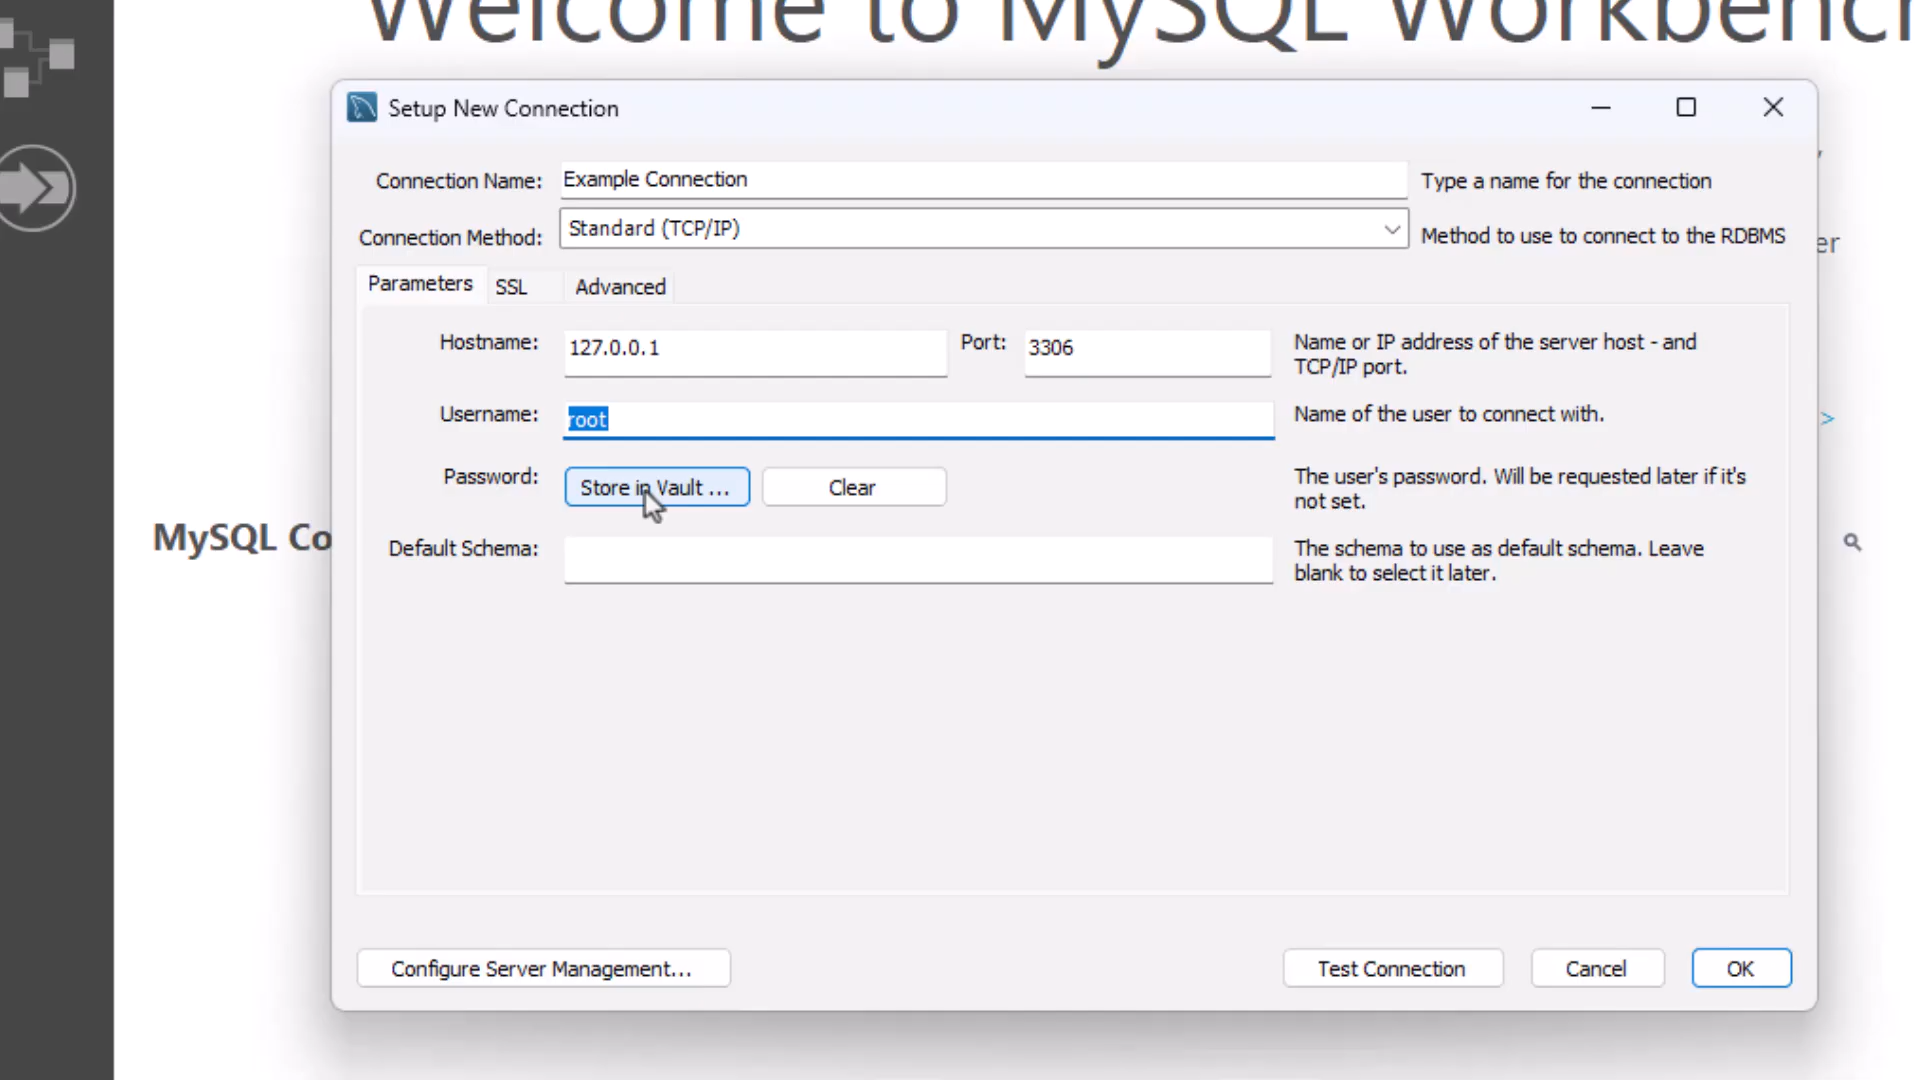 Welcome to MySQL Workbench
Setup New Connection
Connection Name: Example Connection Type a name for the connection
Connection Method: Standard (TCP/IP) Method to use to connect to the RDBMS
er
Parameters SSL Advanced
Hostname: 127.0.0.1 Port: 3306 Name or IP address of the server host - and
TCP/IP port.
Username: root Name of the user to connect with.
>
Password: Store in Vault ... Clear The user's password. Will be requested later if it's
not set.
MySQL Co
Default Schema: The schema to use as default schema. Leave
blank to select it later.
Configure Server Management... Test Connection Cancel OK